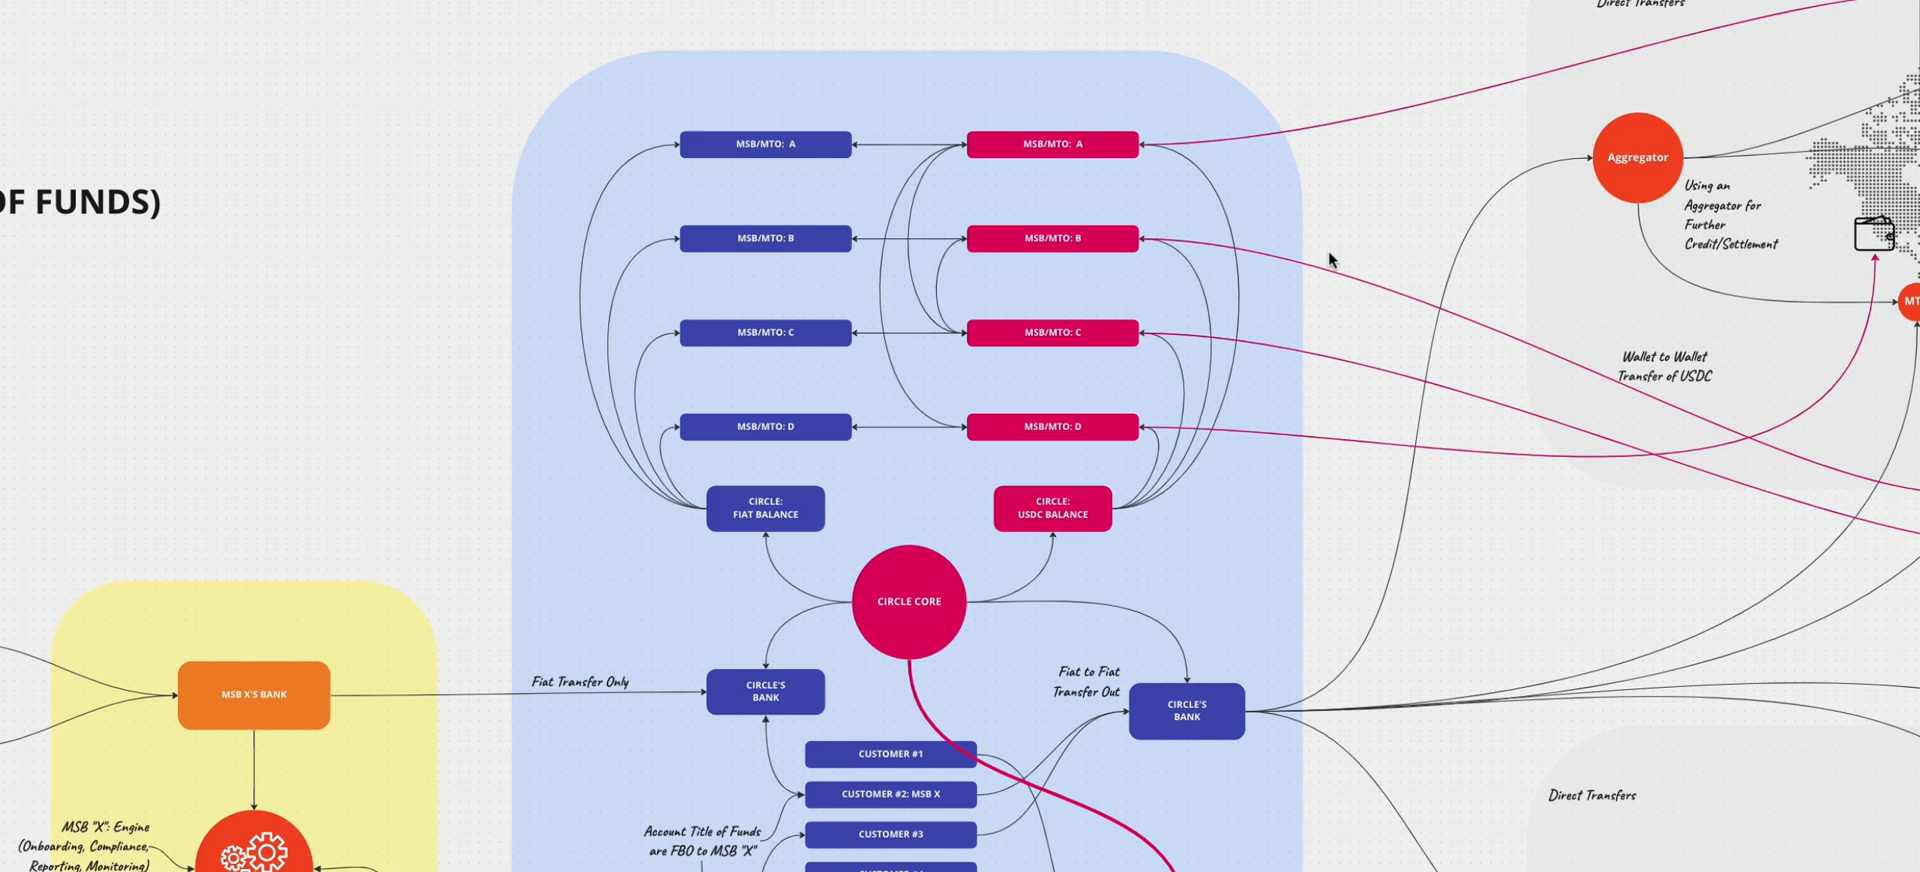 Direct Transfers
OF FUNDS)
MSB/MTO: A
MSB/MTO: A
MSB/MTO: B
MSB/MTO: B
MSB/MTO: C
MSB/MTO: C
MSB/MTO: D
MSB/MTO: D
CIRCLE:
FIAT BALANCE
CIRCLE:
USDC BALANCE
CIRCLE CORE
Aggregator
Using an
Aggregator for
Further
Credit/Settlement
MT
Wallet to Wallet
Transfer of USDC
MSB X'S BANK
Fiat Transfer Only
CIRCLE'S
BANK
Fiat to Fiat
Transfer Out
CIRCLE'S
BANK
CUSTOMER #1
CUSTOMER #2: MSB X
CUSTOMER #3
Account Title of Funds
are FBO to MSB "X"
MSB "X": Engine
(Onboarding, Compliance,
Reporting, Monitoring)
Direct Transfers